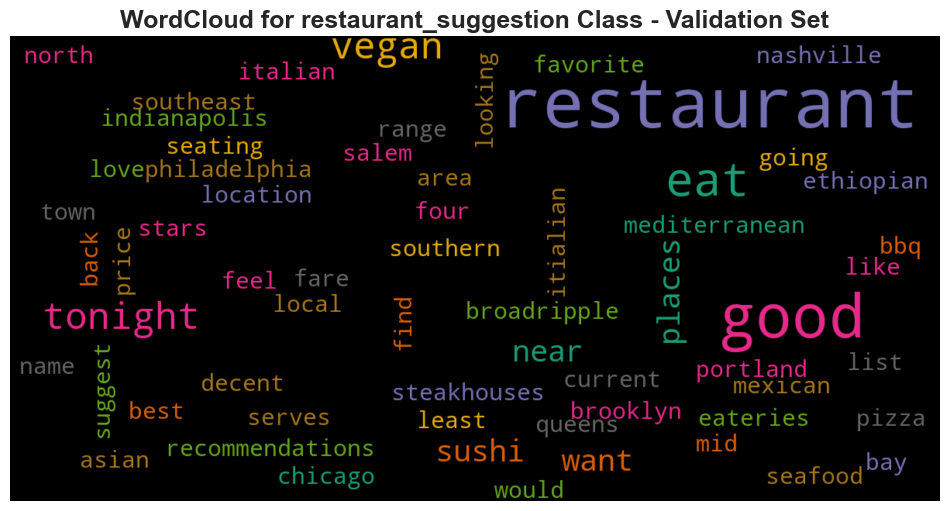 WordCloud for restaurant_suggestion Class - Validation Set
north
italian
vegan
looking
favorite
nashville
southeast
indianapolis
range
restaurant
seating
salem
going
love
philadelphia
area
eat
ethiopian
location
town
four
mediterranean
stars
back
price
southern
itialian
places
bbq
like
feel
fare
local
find
broadripple
tonight
good
near
name
suggest
decent
steakhouses
current
portland
mexican
list
best
serves
least
queens
brooklyn
eateries
pizza
recommendations
sushi
want
mid
asian
chicago
bay
seafood
would